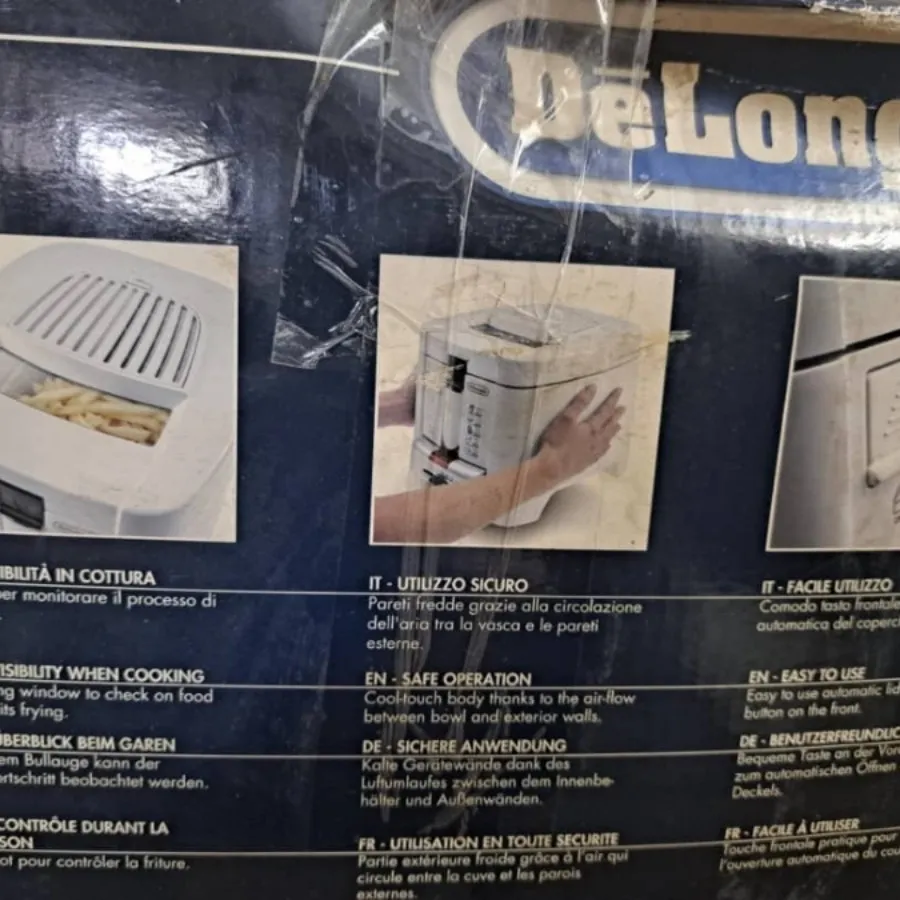 DeLong
IBILITÀ IN COTTURA
er monitorare il processo di
ISIBILITY WHEN COOKING
ng window to check on food
its frying.
ÜBERBLICK BEIM GAREN
em Bullauge kann der
ortschritt beobachtet werden.
CONTRÔLE DURANT LA
SON
ot pour contrôler la friture.
IT - UTILIZZO SICURO
Pareti fredde grazie alla circolazione
dell'aria tra la vasca e le pareti
esterne.
EN - SAFE OPERATION
Cool-touch body thanks to the air-flow
between bowl and exterior walls.
DE - SICHERE ANWENDUNG
Kalte Gerätewände dank des
Luftumlaufes zwischen dem Innenbe-
hälter und Außenwänden.
FR - UTILISATION EN TOUTE SECURITE
Partie extérieure froide grâce à l'air qui
circule entre la cuve et les parois
externes.
IT - FACILE UTILIZZO
Comodo tasto frontale
automatica del coperc
EN - EASY TO USE
Easy to use automatic lid
button on the front.
DE - BENUTZERFREUNDLIC
Bequeme Taste an der Vor
zum automatischen Öffnen
Deckels.
FR - FACILE À UTILISER
Touche frontale pratique pour
l'ouverture automatique du cou